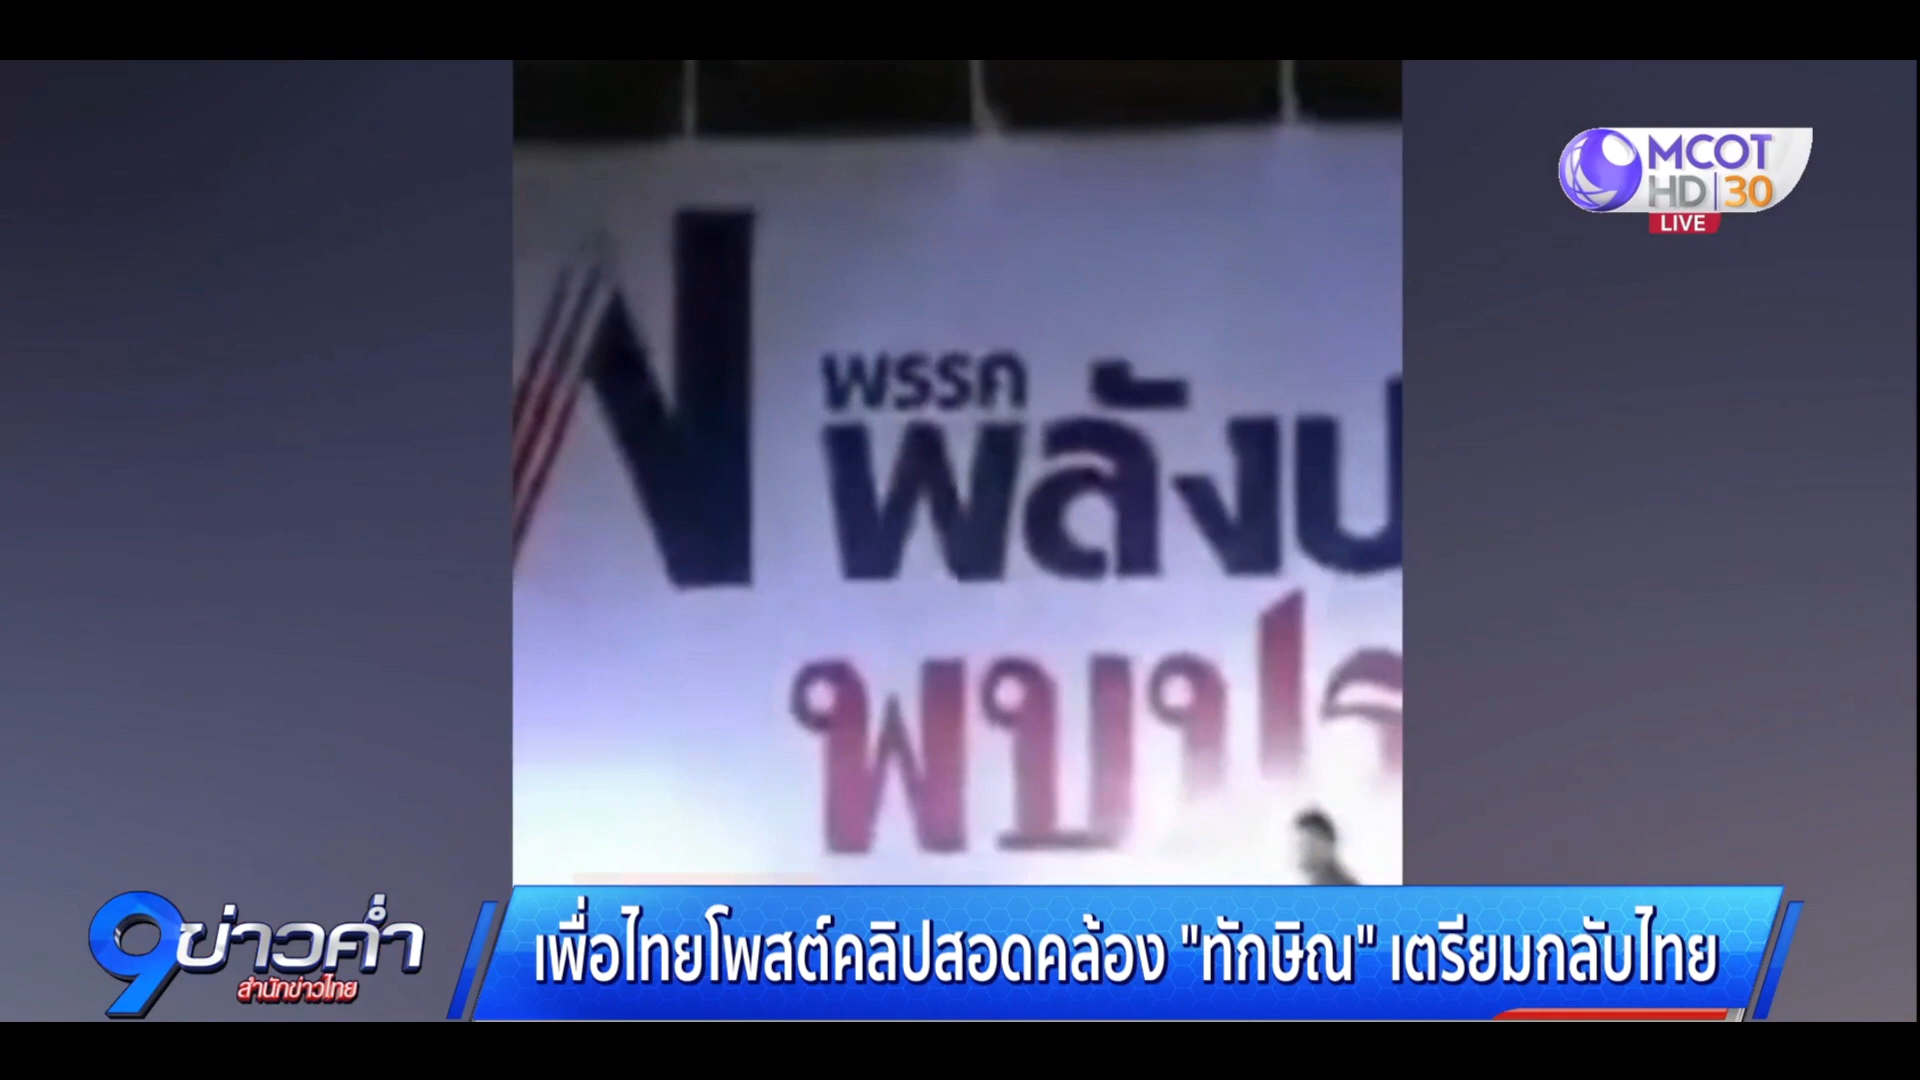 MCOT
HD 30
LIVE
พรรค
พลังป
พบป
9 ข่าวค่ำ
สำนักข่าวไทย
เพื่อไทยโพสต์คลิปสอดคล้อง "ทักษิณ" เตรียมกลับไทย